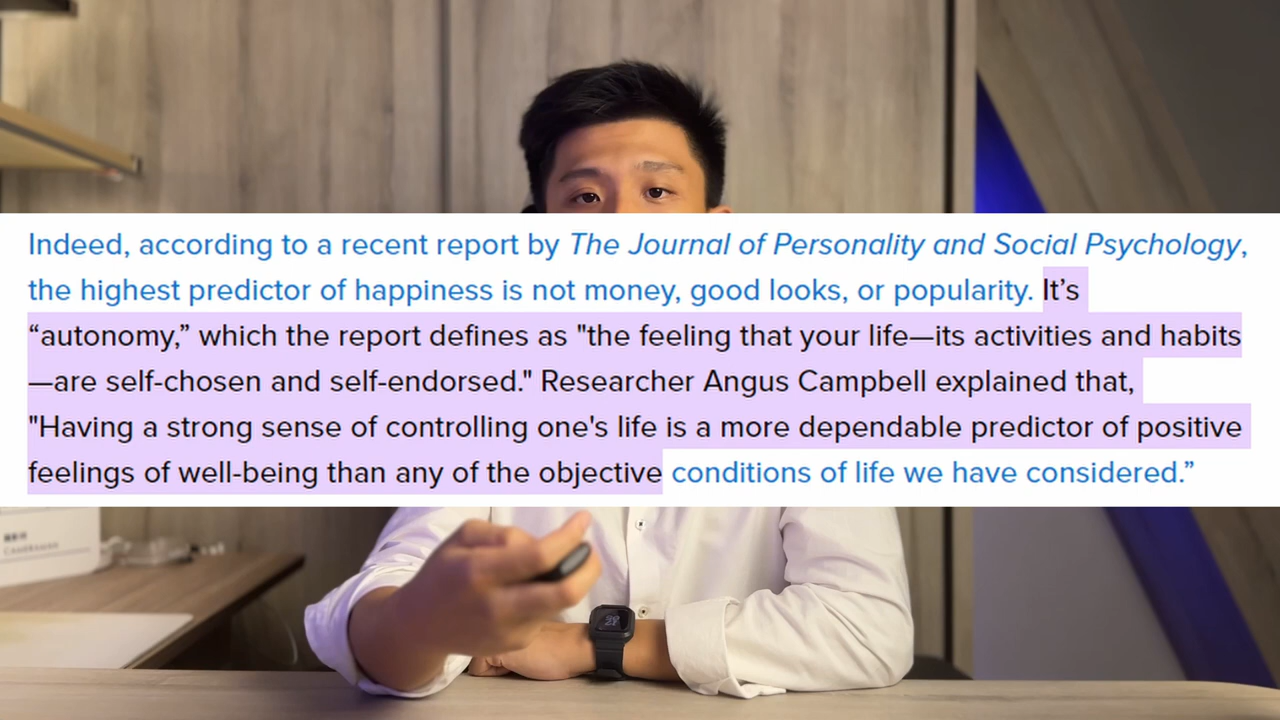 Indeed, according to a recent report by The Journal of Personality and Social Psychology,
the highest predictor of happiness is not money, good looks, or popularity. It’s
“autonomy,” which the report defines as "the feeling that your life—its activities and habits
—are self-chosen and self-endorsed." Researcher Angus Campbell explained that,
"Having a strong sense of controlling one's life is a more dependable predictor of positive
feelings of well-being than any of the objective conditions of life we have considered.”